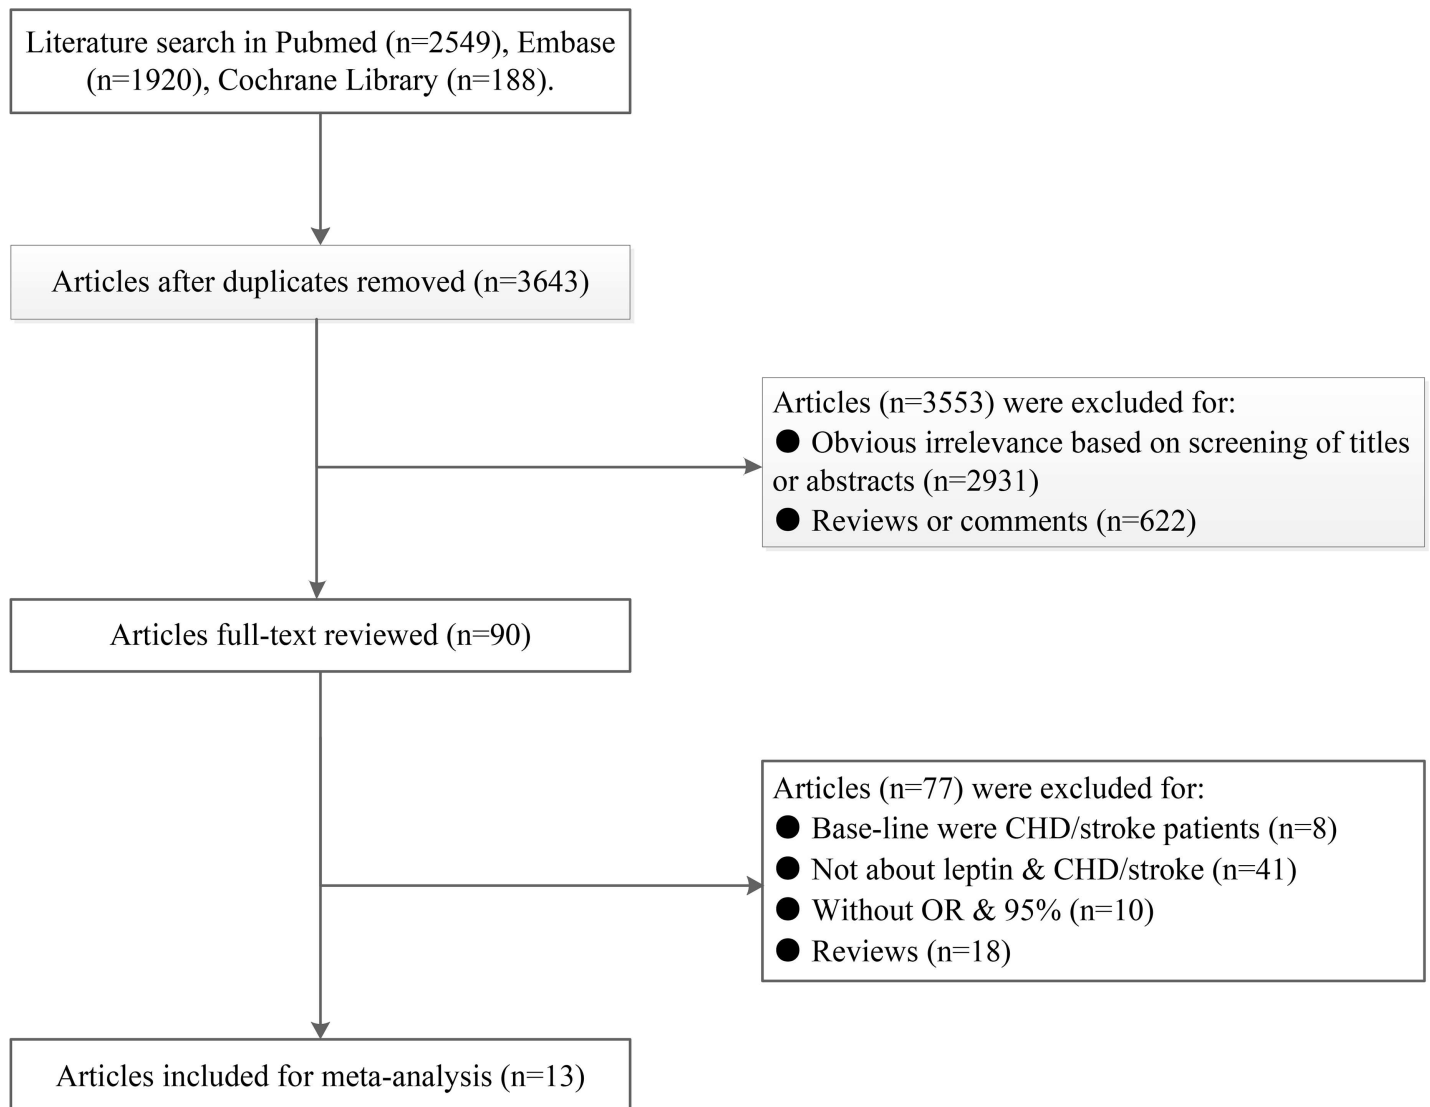 Literature search in Pubmed (n=2549), Embase
(n=1920), Cochrane Library (n=188).
Articles after duplicates removed (n=3643)
Articles (n=3553) were excluded for:
● Obvious irrelevance based on screening of titles
or abstracts (n=2931)
● Reviews or comments (n=622)
Articles full-text reviewed (n=90)
Articles (n=77) were excluded for:
● Base-line were CHD/stroke patients (n=8)
● Not about leptin & CHD/stroke (n=41)
● Without OR & 95% (n=10)
● Reviews (n=18)
Articles included for meta-analysis (n=13)